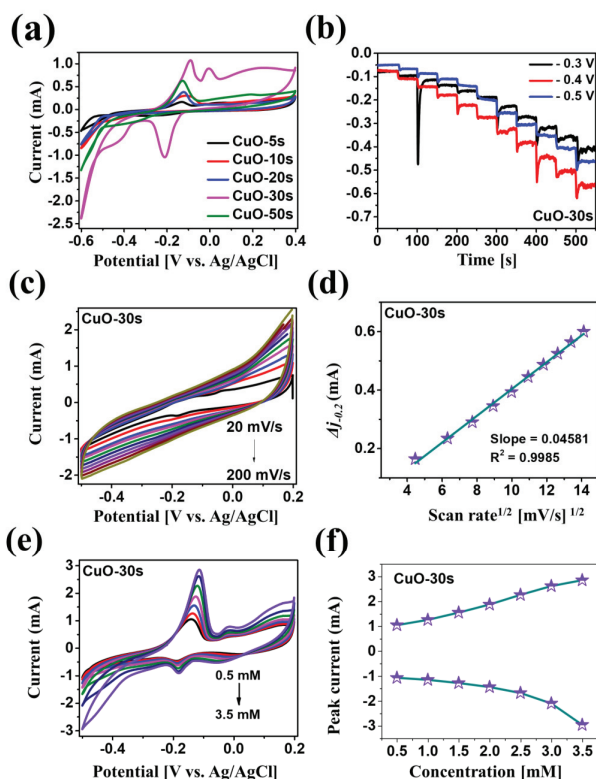 (a)
1.0
0.5
0.0
-0.5
-1.0
-1.5
-2.0
-2.5
Current (mA)
CuO-5s
CuO-10s
CuO-20s
CuO-30s
CuO-50s
-0.6 -0.4 -0.2 0.0 0.2 0.4
Potential [V vs. Ag/AgCl]
(b)
0.0
-0.1
-0.2
-0.3
-0.4
-0.5
-0.6
-0.7
Current (mA)
- 0.3 V
- 0.4 V
- 0.5 V
CuO-30s
0 100 200 300 400 500
Time [s]
(c)
CuO-30s
2
1
0
-1
-2
Current (mA)
20 mV/s
200 mV/s
-0.4 -0.2 0.0 0.2
Potential [V vs. Ag/AgCl]
(d)
CuO-30s
0.6
0.4
0.2
Δj-0.2 (mA)
Slope = 0.04581
R² = 0.9985
4 6 8 10 12 14
Scan rate¹/² [mV/s] ¹/²
(e)
CuO-30s
3
2
1
0
-1
-2
-3
Current (mA)
0.5 mM
3.5 mM
-0.4 -0.2 0.0 0.2
Potential [V vs. Ag/AgCl]
(f)
CuO-30s
3
2
1
0
-1
-2
-3
Peak current (mA)
0.5 1.0 1.5 2.0 2.5 3.0 3.5
Concentration [mM]